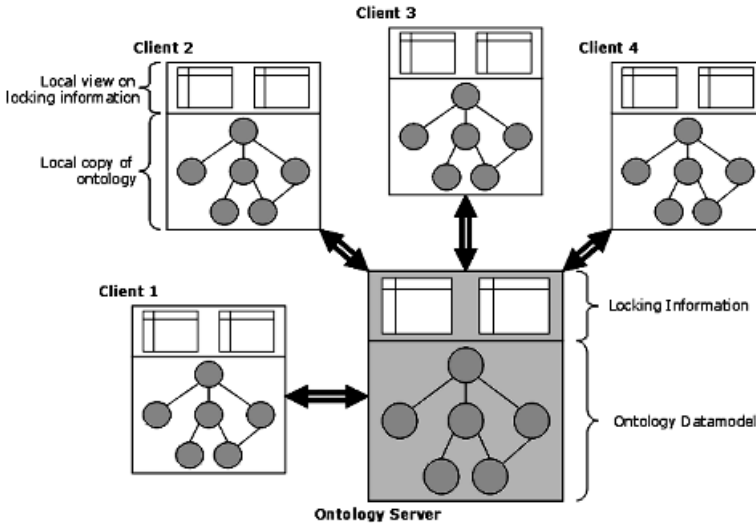 Client 3
Client 2
Client 4
Local view on
locking information
Local copy of
ontology
Client 1
Locking Information
Ontology Datamodel
Ontology Server